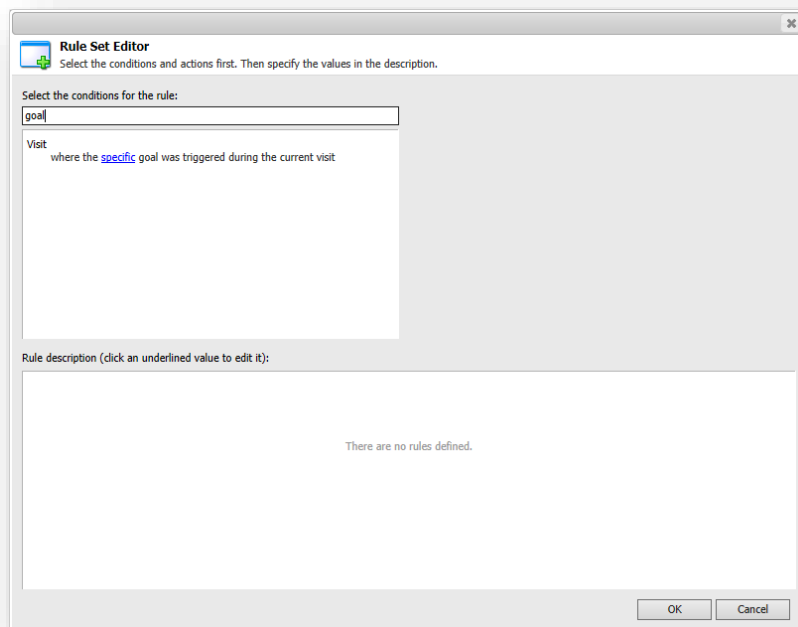 Rule Set Editor
Select the conditions and actions first. Then specify the values in the description.
Select the conditions for the rule:
goal
Visit
where the specific goal was triggered during the current visit
Rule description (click an underlined value to edit it):
There are no rules defined.
OK
Cancel